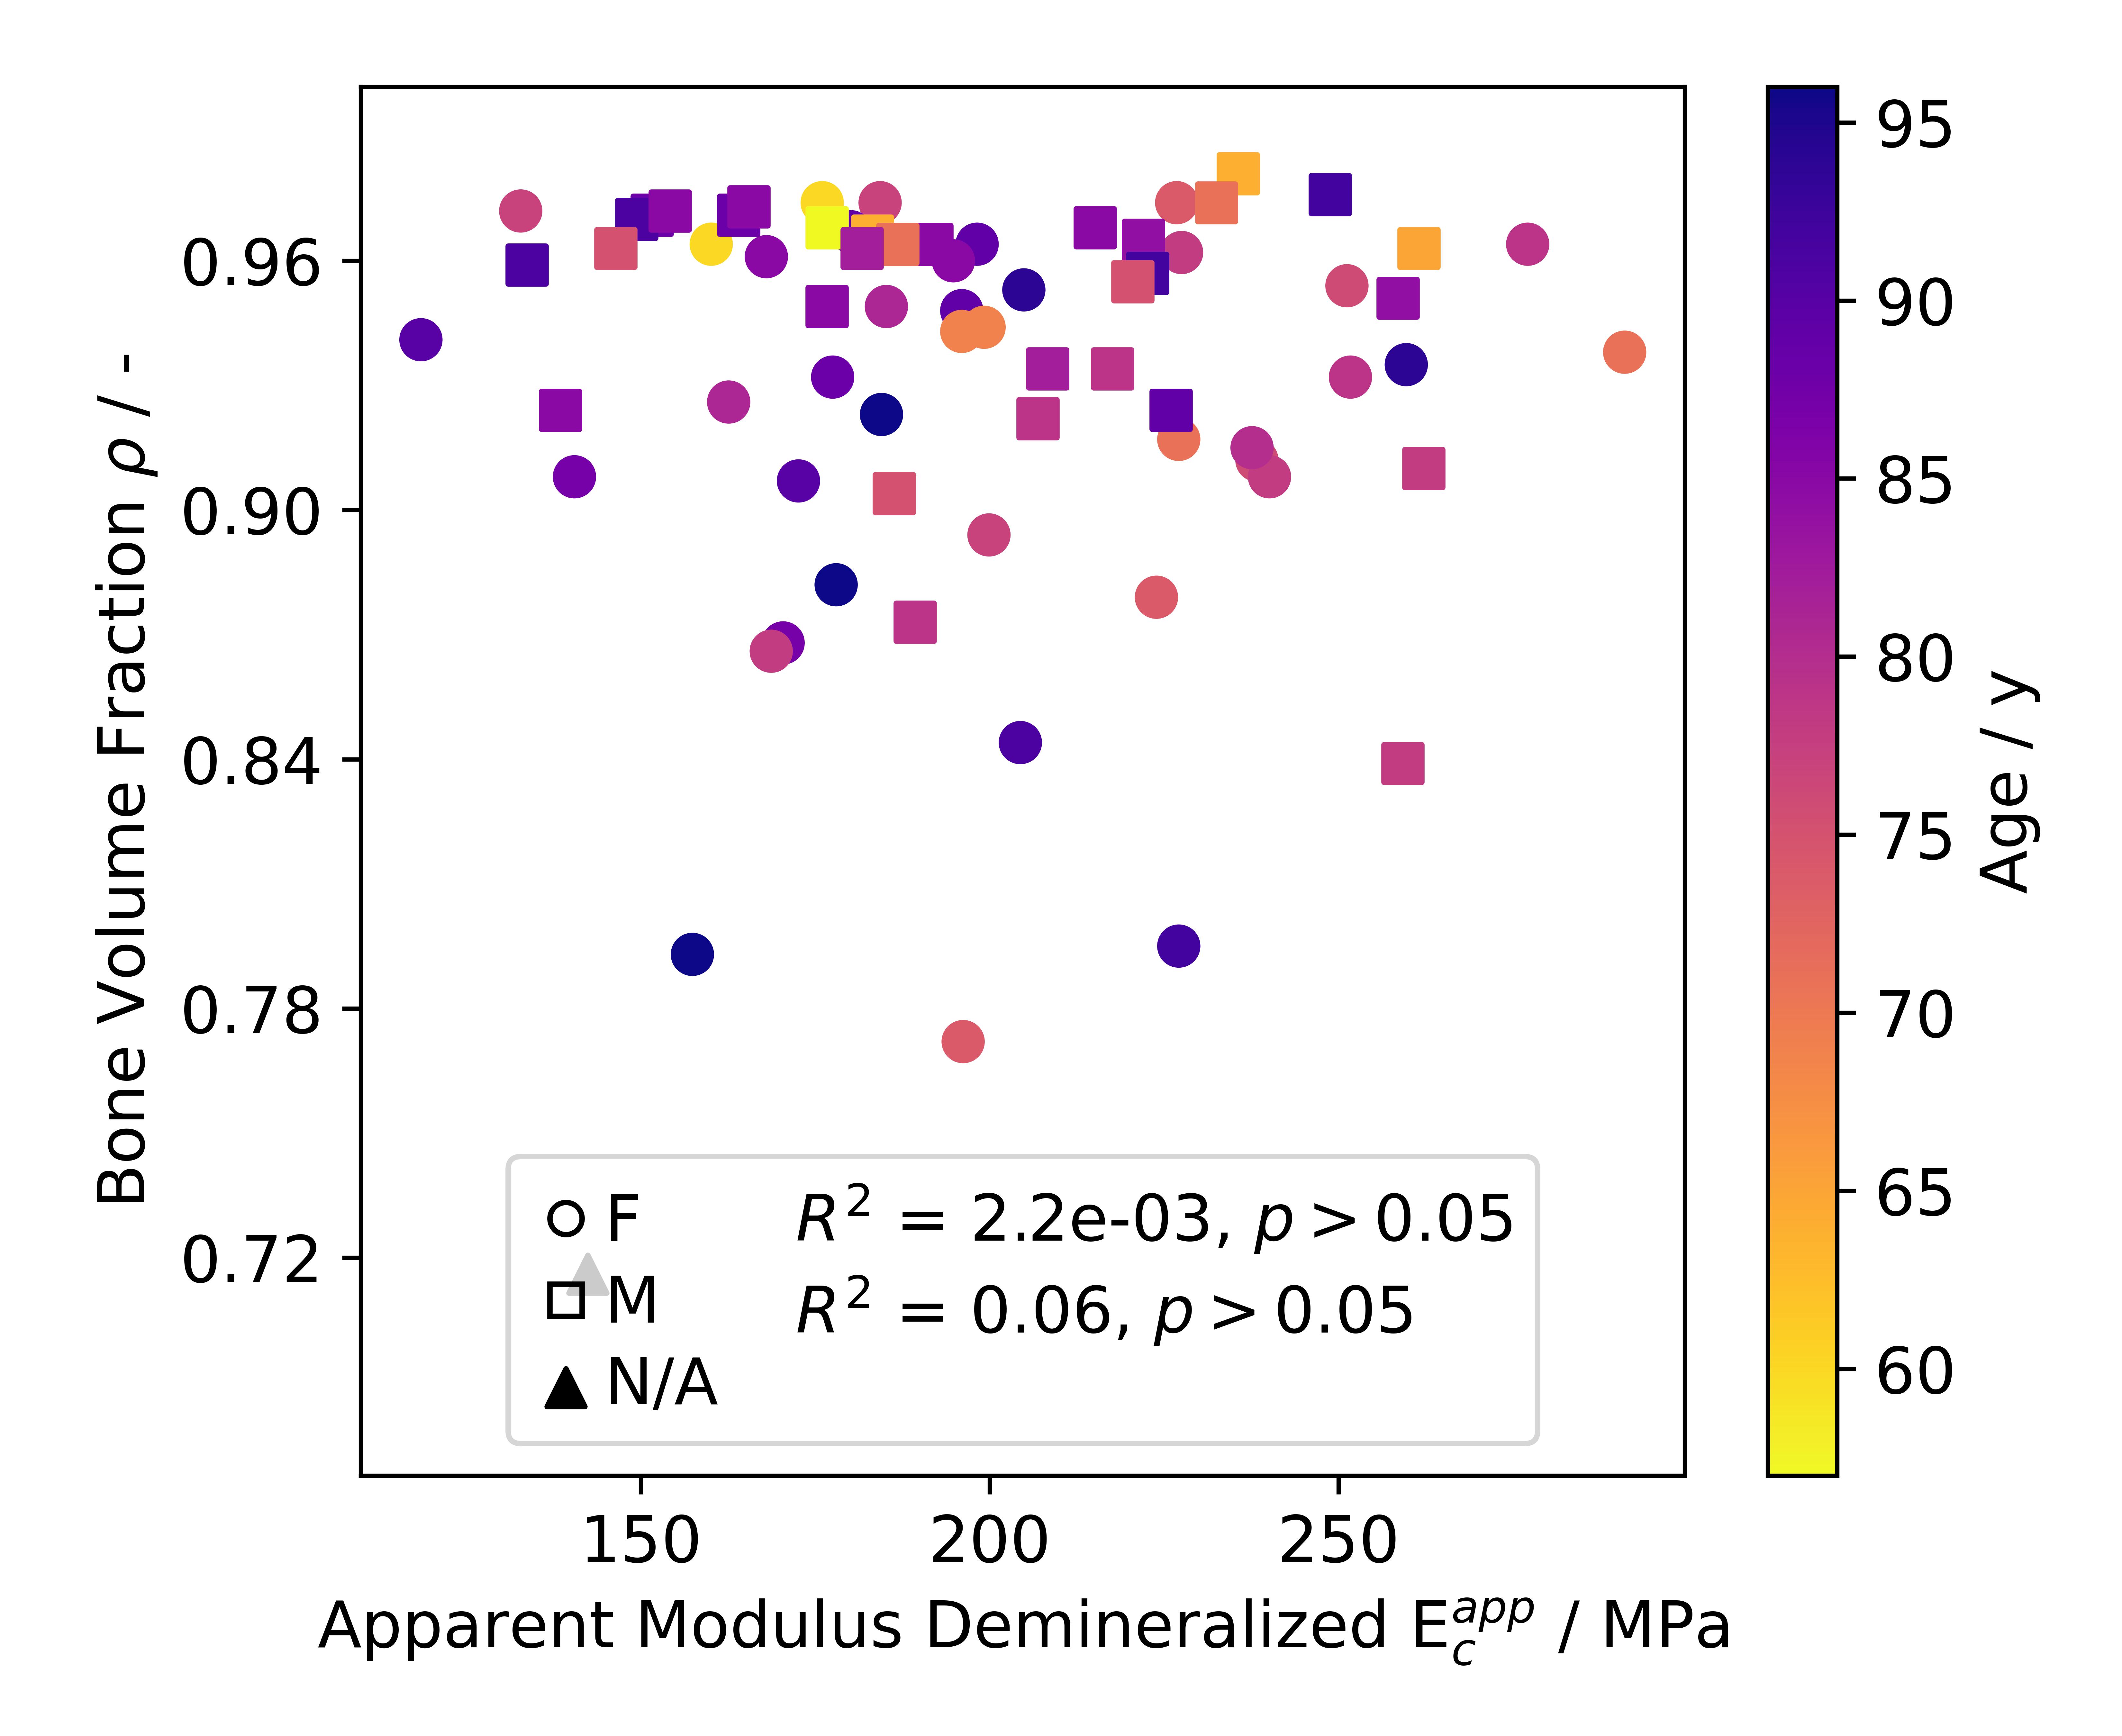 Bone Volume Fraction ρ / -
0.96
0.90
0.84
0.78
0.72
F R² = 2.2e-03, p > 0.05
M R² = 0.06, p > 0.05
N/A
150 200 250
Apparent Modulus Demineralized E_c^app / MPa
95
90
85
80
75
70
65
60
Age / y